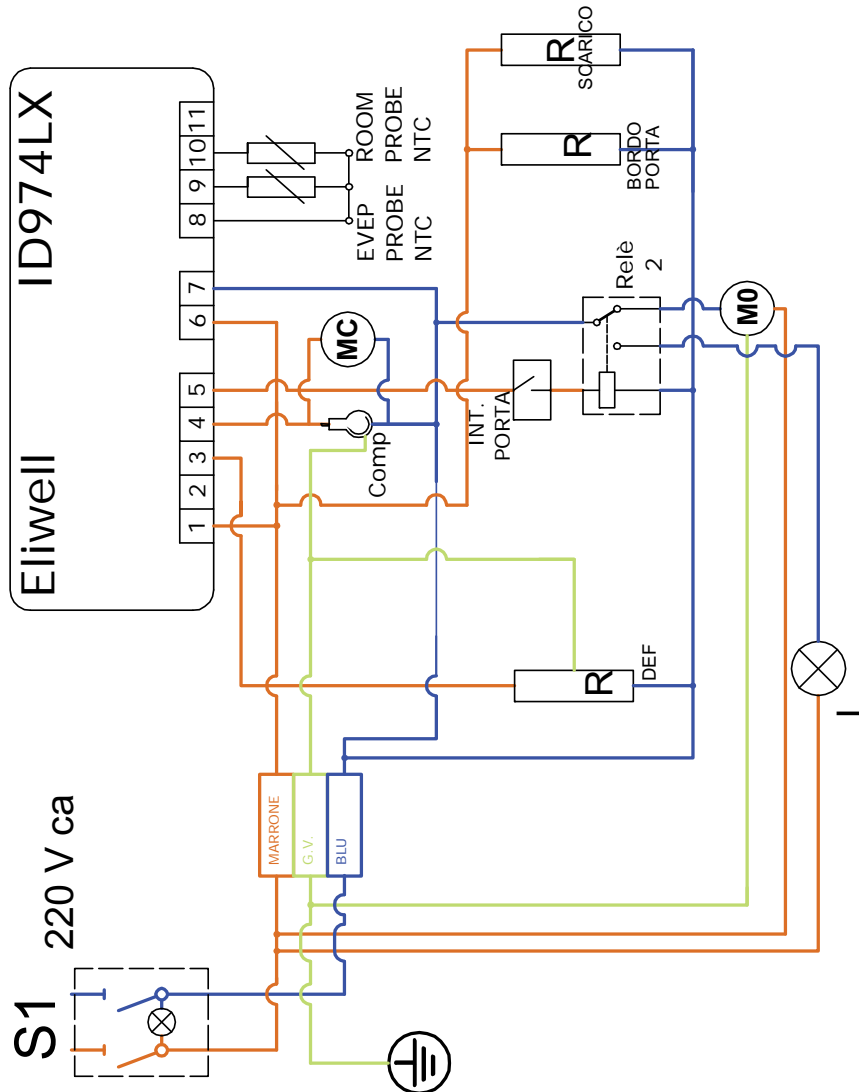 Eliwell ID974LX
1 2 3 4 5 6 7 8 9 10 11
EVEP
PROBE
NTC
ROOM
PROBE
NTC
MC
Comp
INT.
PORTA
Relè
2
R
BORDO
PORTA
R
SCARICO
M0
R
DEF
I
MARRONE
G.V.
BLU
S1
220 V ca